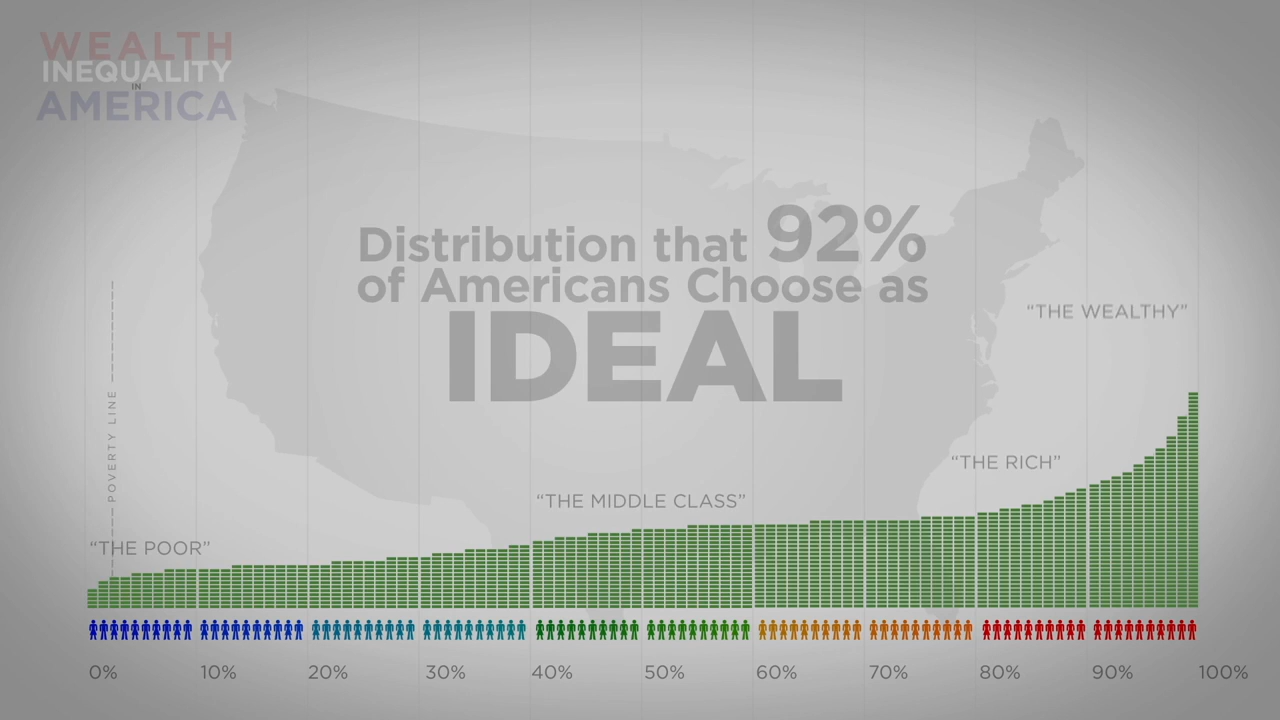 WEALTH
INEQUALITY
IN
AMERICA
Distribution that 92%
of Americans Choose as
IDEAL
“THE WEALTHY”
“THE RICH”
“THE MIDDLE CLASS”
POVERTY LINE
“THE POOR”
0% 10% 20% 30% 40% 50% 60% 70% 80% 90% 100%